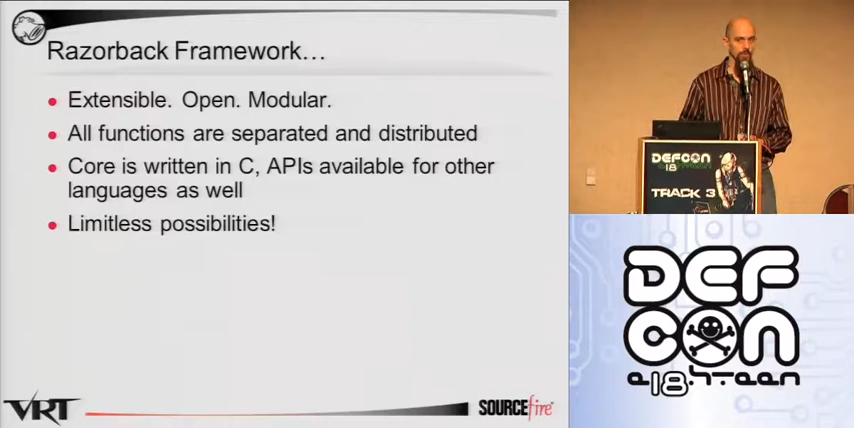 Razorback Framework...
Extensible. Open. Modular.
All functions are separated and distributed
Core is written in C, APIs available for other
languages as well
Limitless possibilities!
VRT
SOURCEfire
DEFCON
18
TRACK 3
DEF
CON
e.18.h-teen